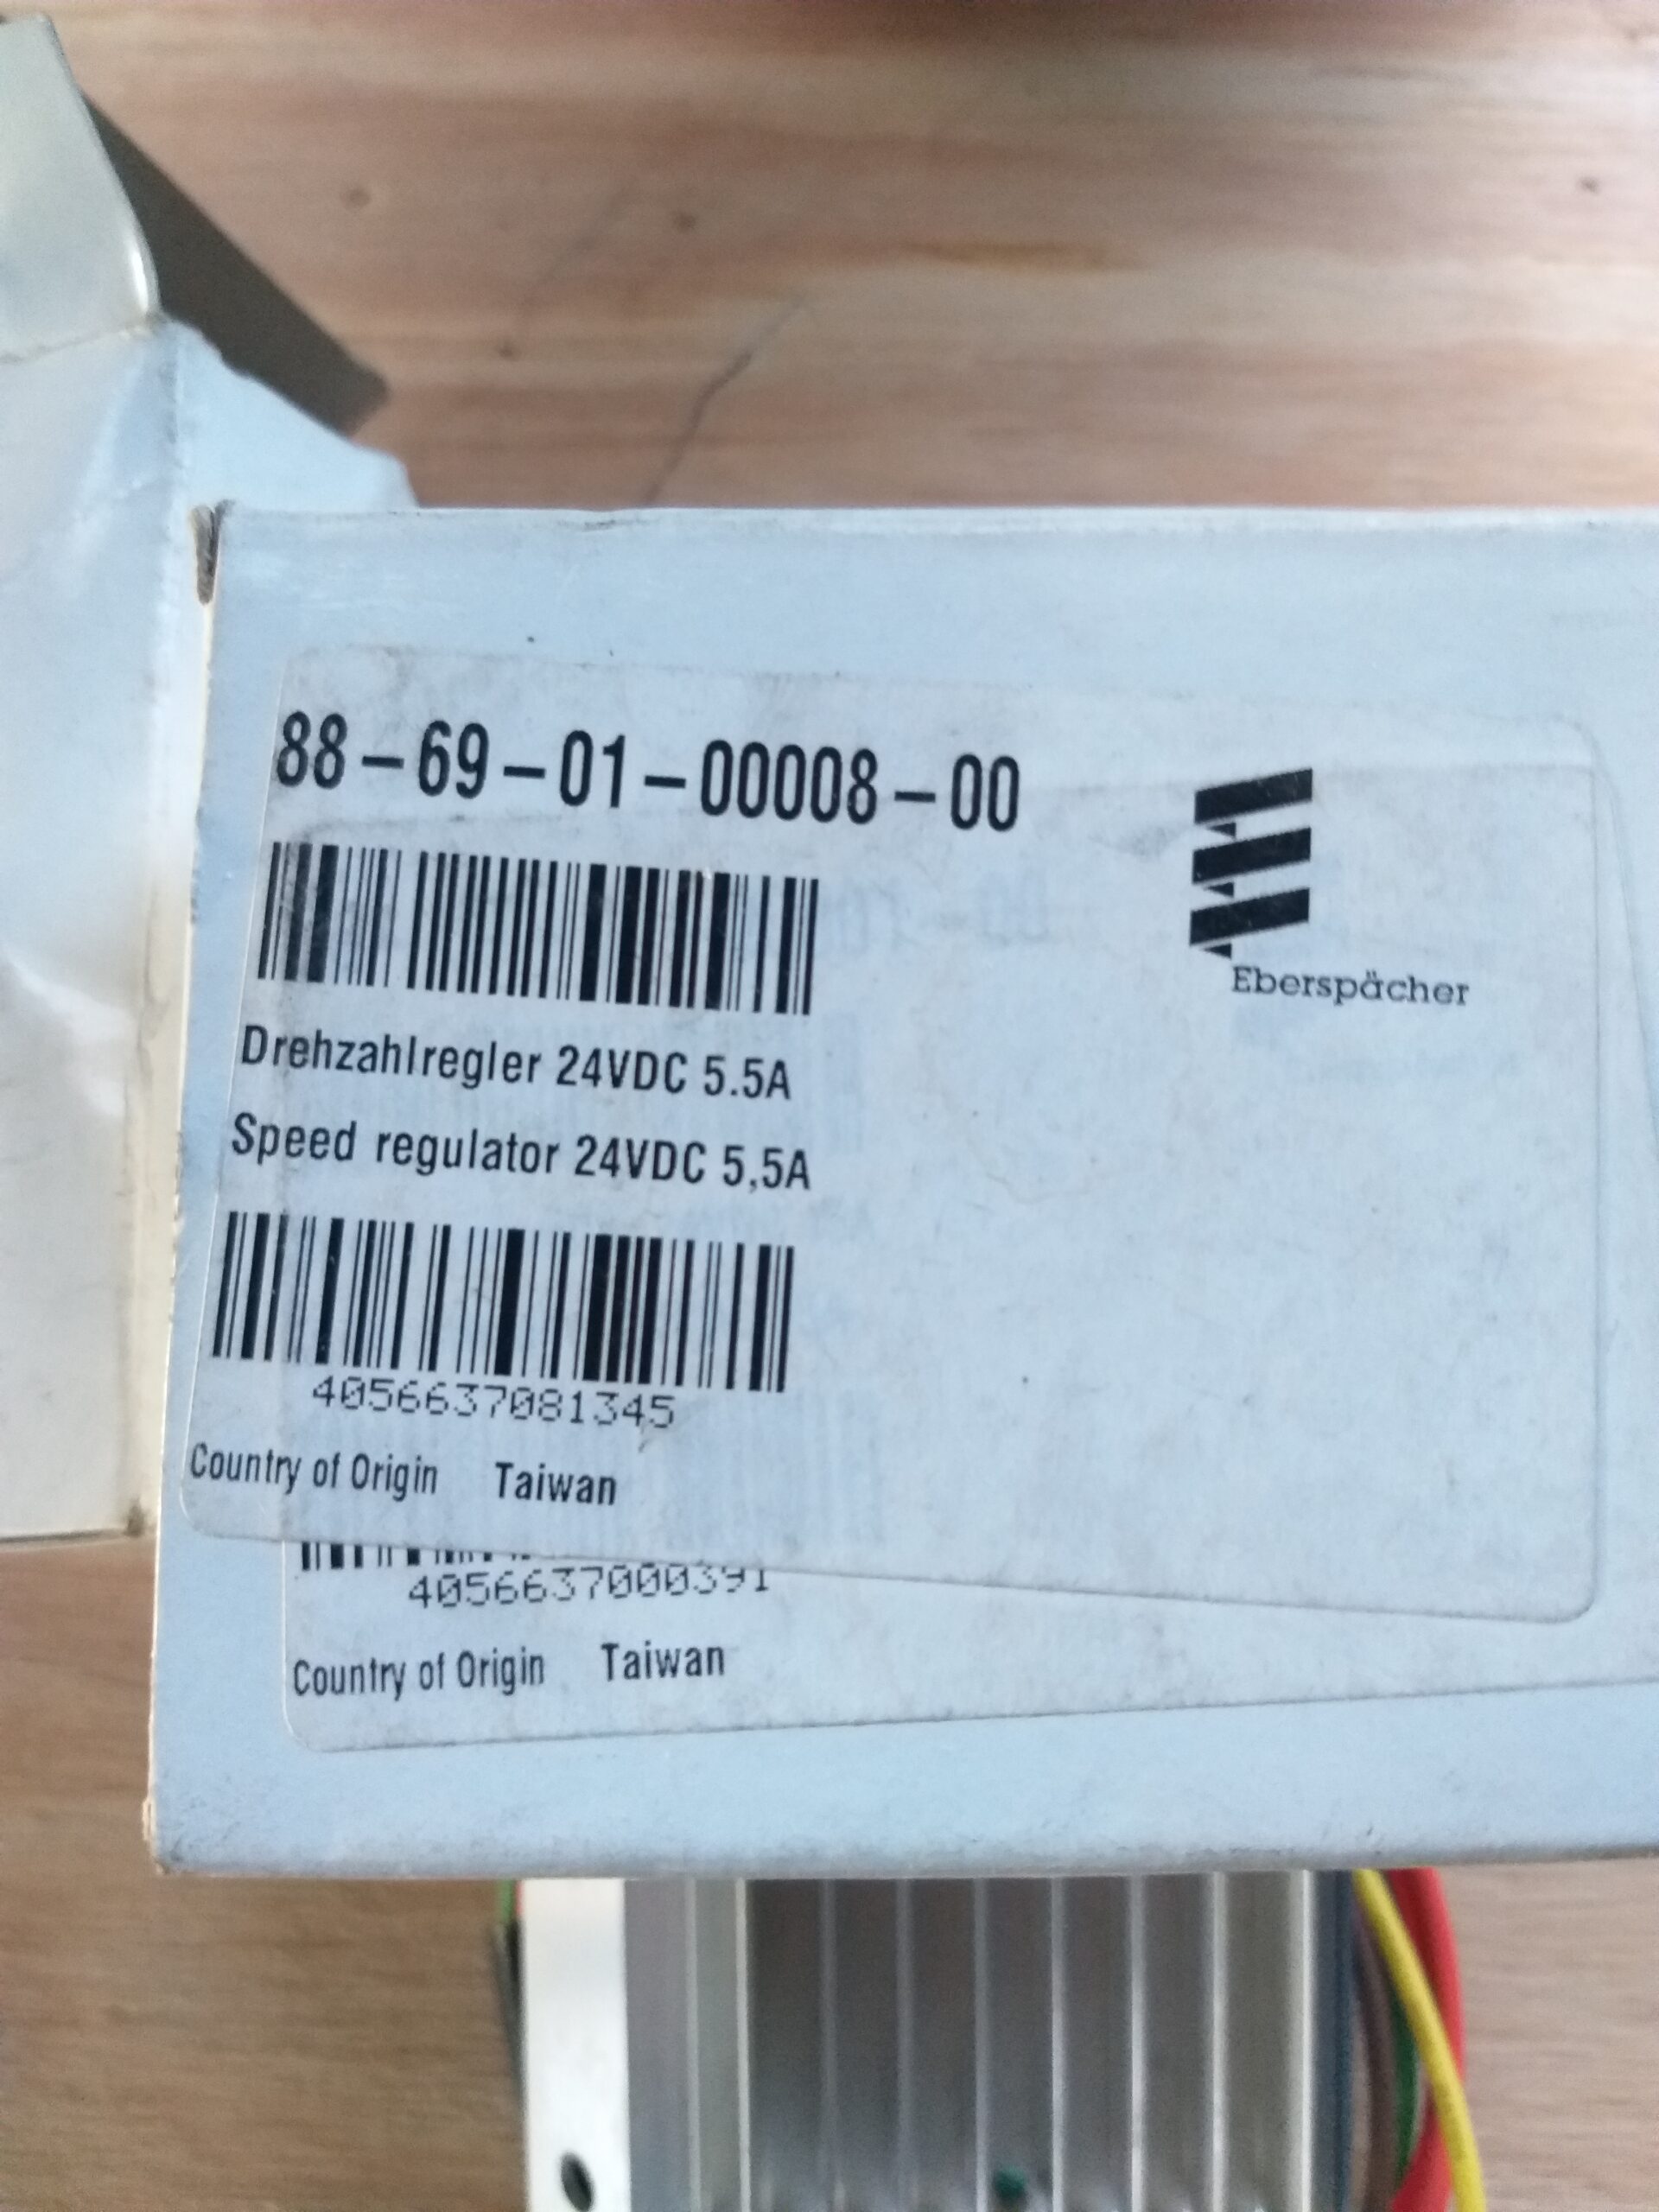 88-69-01-00008-00
Eberspächer
Drehzahlregler 24VDC 5.5A
Speed regulator 24VDC 5,5A
4056637081345
Country of Origin Taiwan
4056637000391
Country of Origin Taiwan